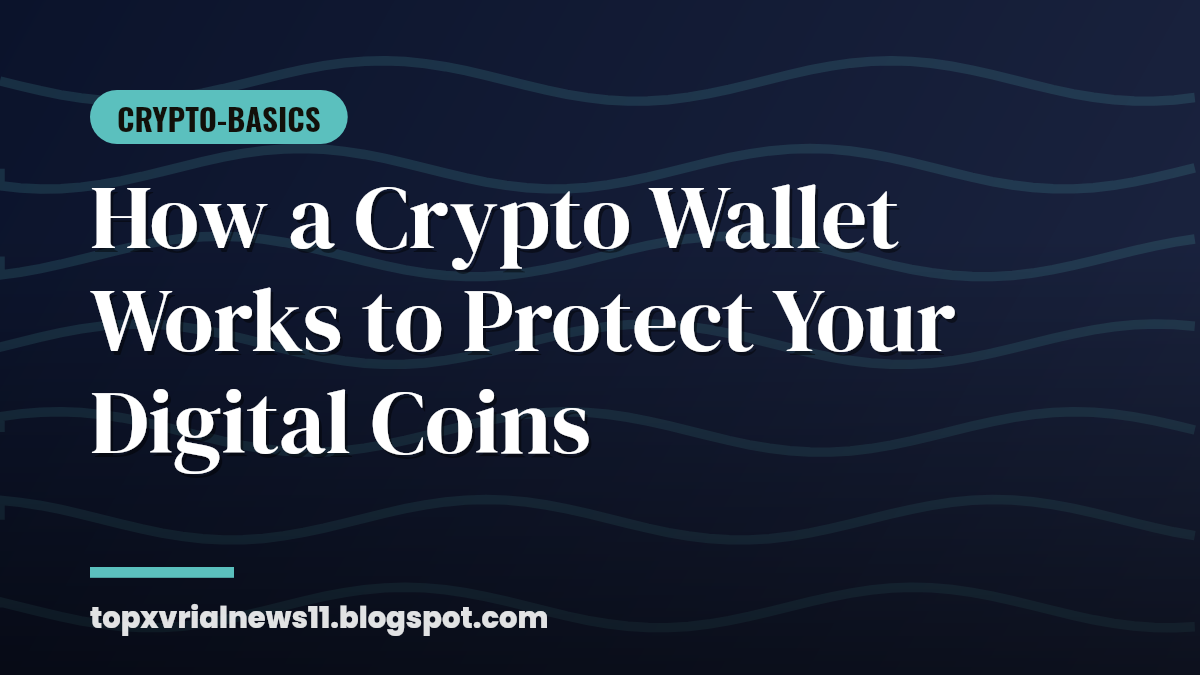 CRYPTO-BASICS
How a Crypto Wallet
Works to Protect Your
Digital Coins
topxvrialnews11.blogspot.com